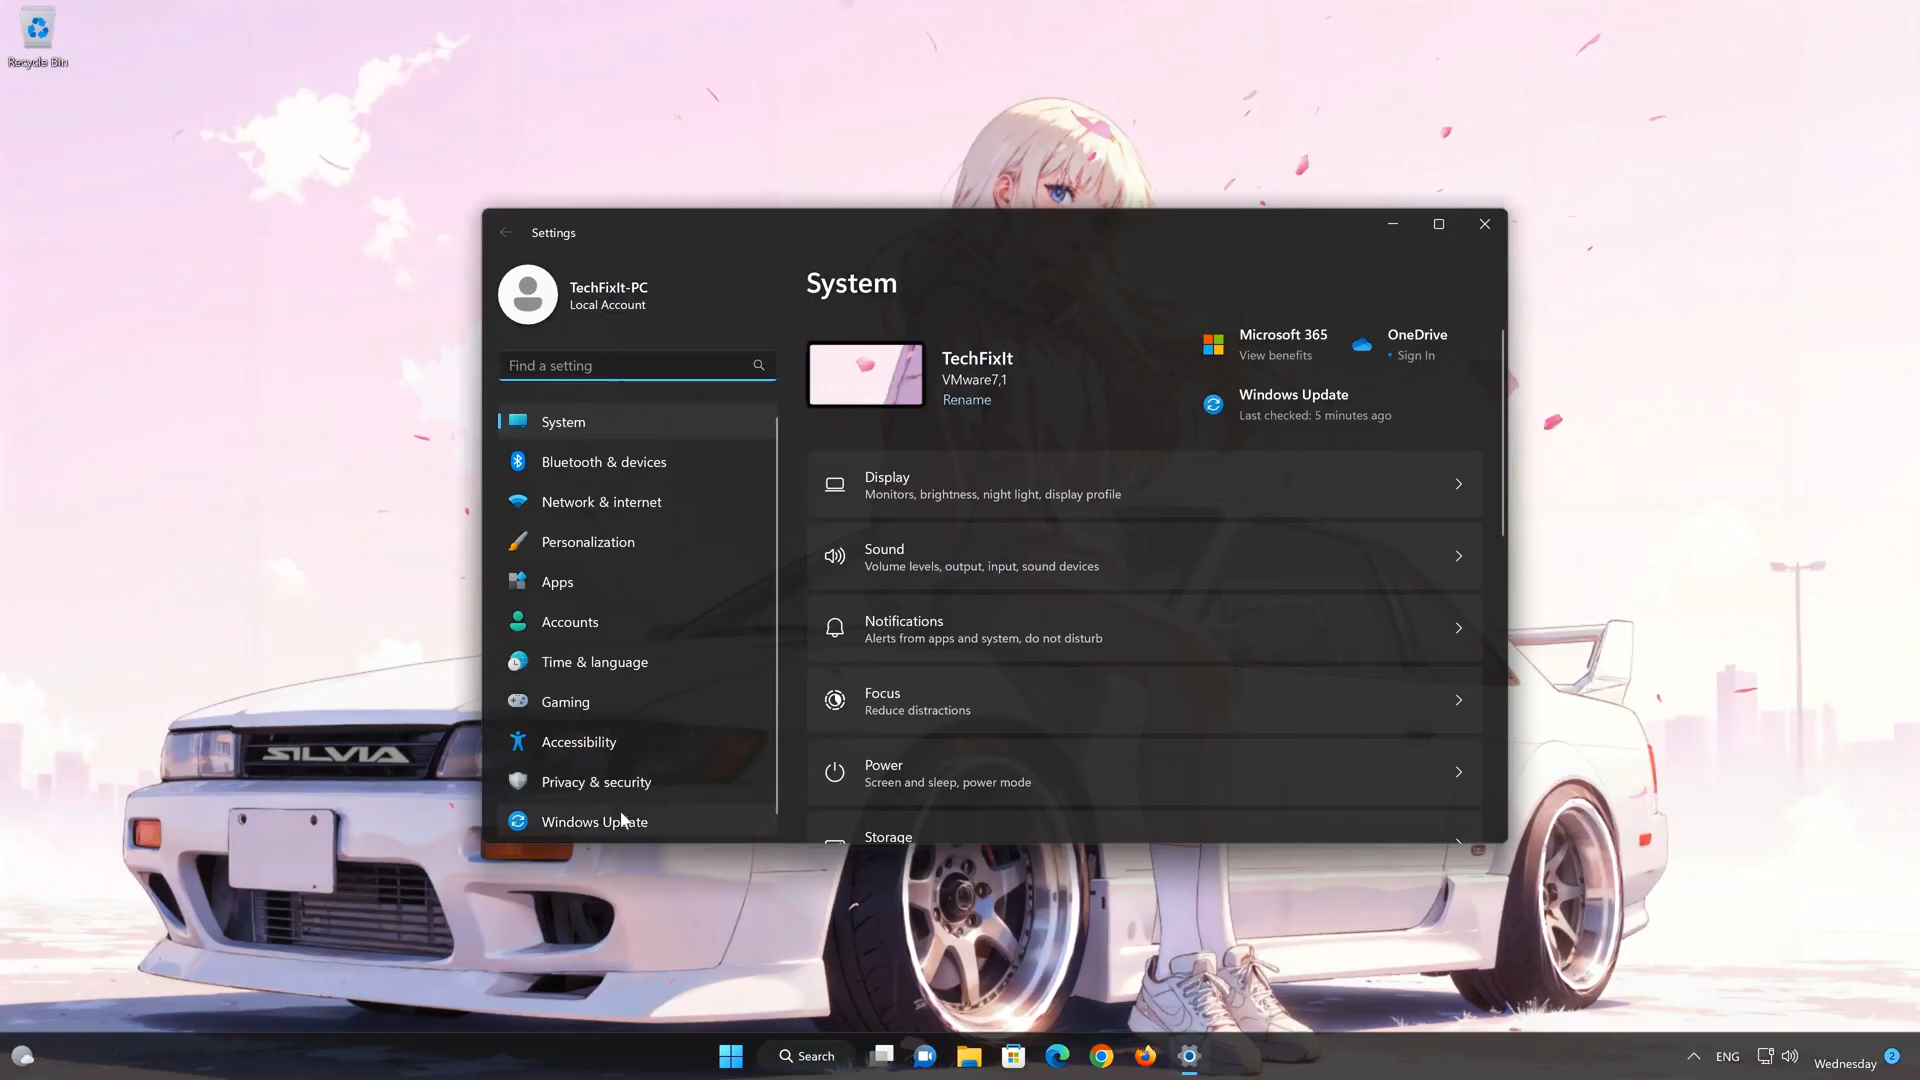 Recycle Bin
Settings
TechFixIt-PC
Local Account
Find a setting
System
Bluetooth & devices
Network & internet
Personalization
Apps
Accounts
Time & language
Gaming
Accessibility
Privacy & security
Windows Update
System
TechFixIt
VMware7,1
Rename
Microsoft 365
View benefits
OneDrive
Sign In
Windows Update
Last checked: 5 minutes ago
Display
Monitors, brightness, night light, display profile
Sound
Volume levels, output, input, sound devices
Notifications
Alerts from apps and system, do not disturb
Focus
Reduce distractions
Power
Screen and sleep, power mode
Storage
SILVIA
Search
ENG
Wednesday
2